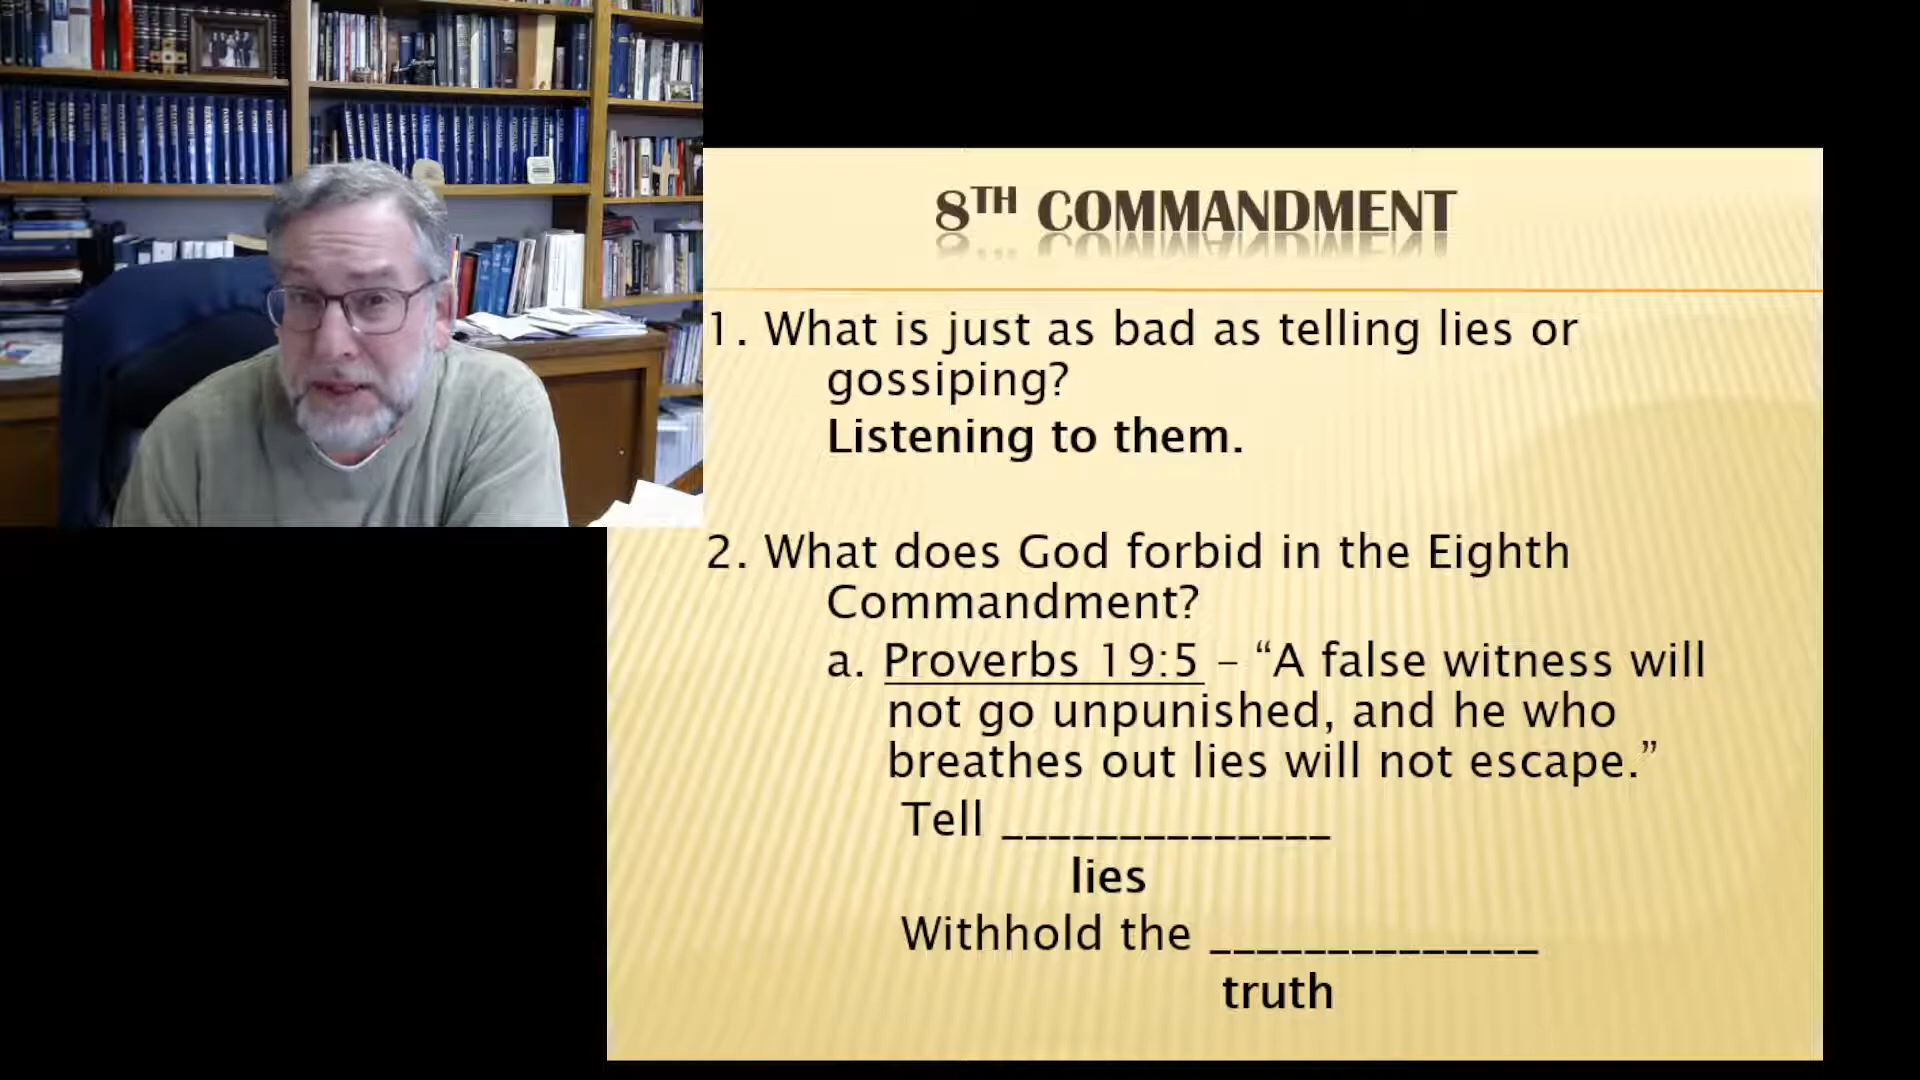 8TH COMMANDMENT
1. What is just as bad as telling lies or
gossiping?
Listening to them.
2. What does God forbid in the Eighth
Commandment?
a. Proverbs 19:5 – “A false witness will
not go unpunished, and he who
breathes out lies will not escape.”
Tell ______________
lies
Withhold the ______________
truth